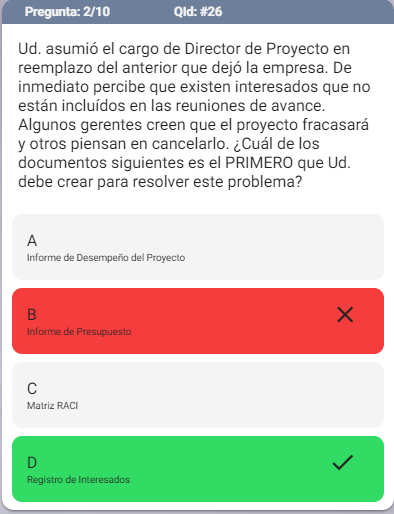 Pregunta: 2/10 QId: #26
Ud. asumió el cargo de Director de Proyecto en
reemplazo del anterior que dejó la empresa. De
inmediato percibe que existen interesados que no
están incluídos en las reuniones de avance.
Algunos gerentes creen que el proyecto fracasará
y otros piensan en cancelarlo. ¿Cuál de los
documentos siguientes es el PRIMERO que Ud.
debe crear para resolver este problema?
A
Informe de Desempeño del Proyecto
B
Informe de Presupuesto
C
Matriz RACI
D
Registro de Interesados